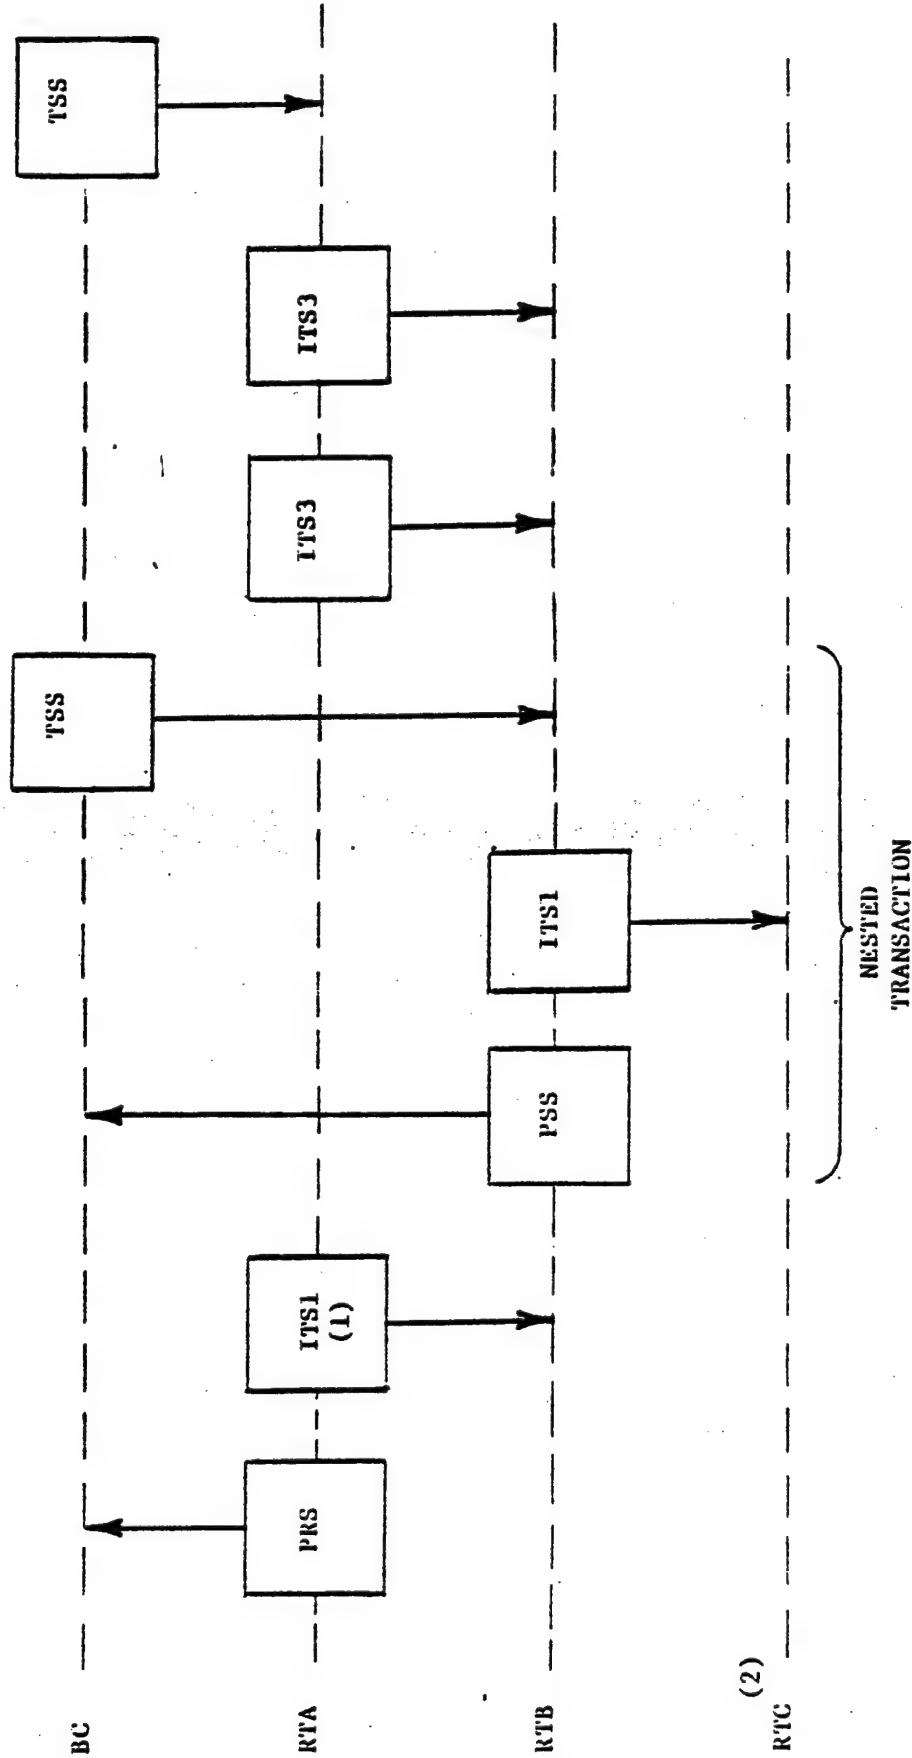 BC
TSS
TSS
RTA
PRS
ITS1
(1)
ITS3
ITS3
RTB
PSS
ITS1
(2)
RTC
NESTED
TRANSACTION